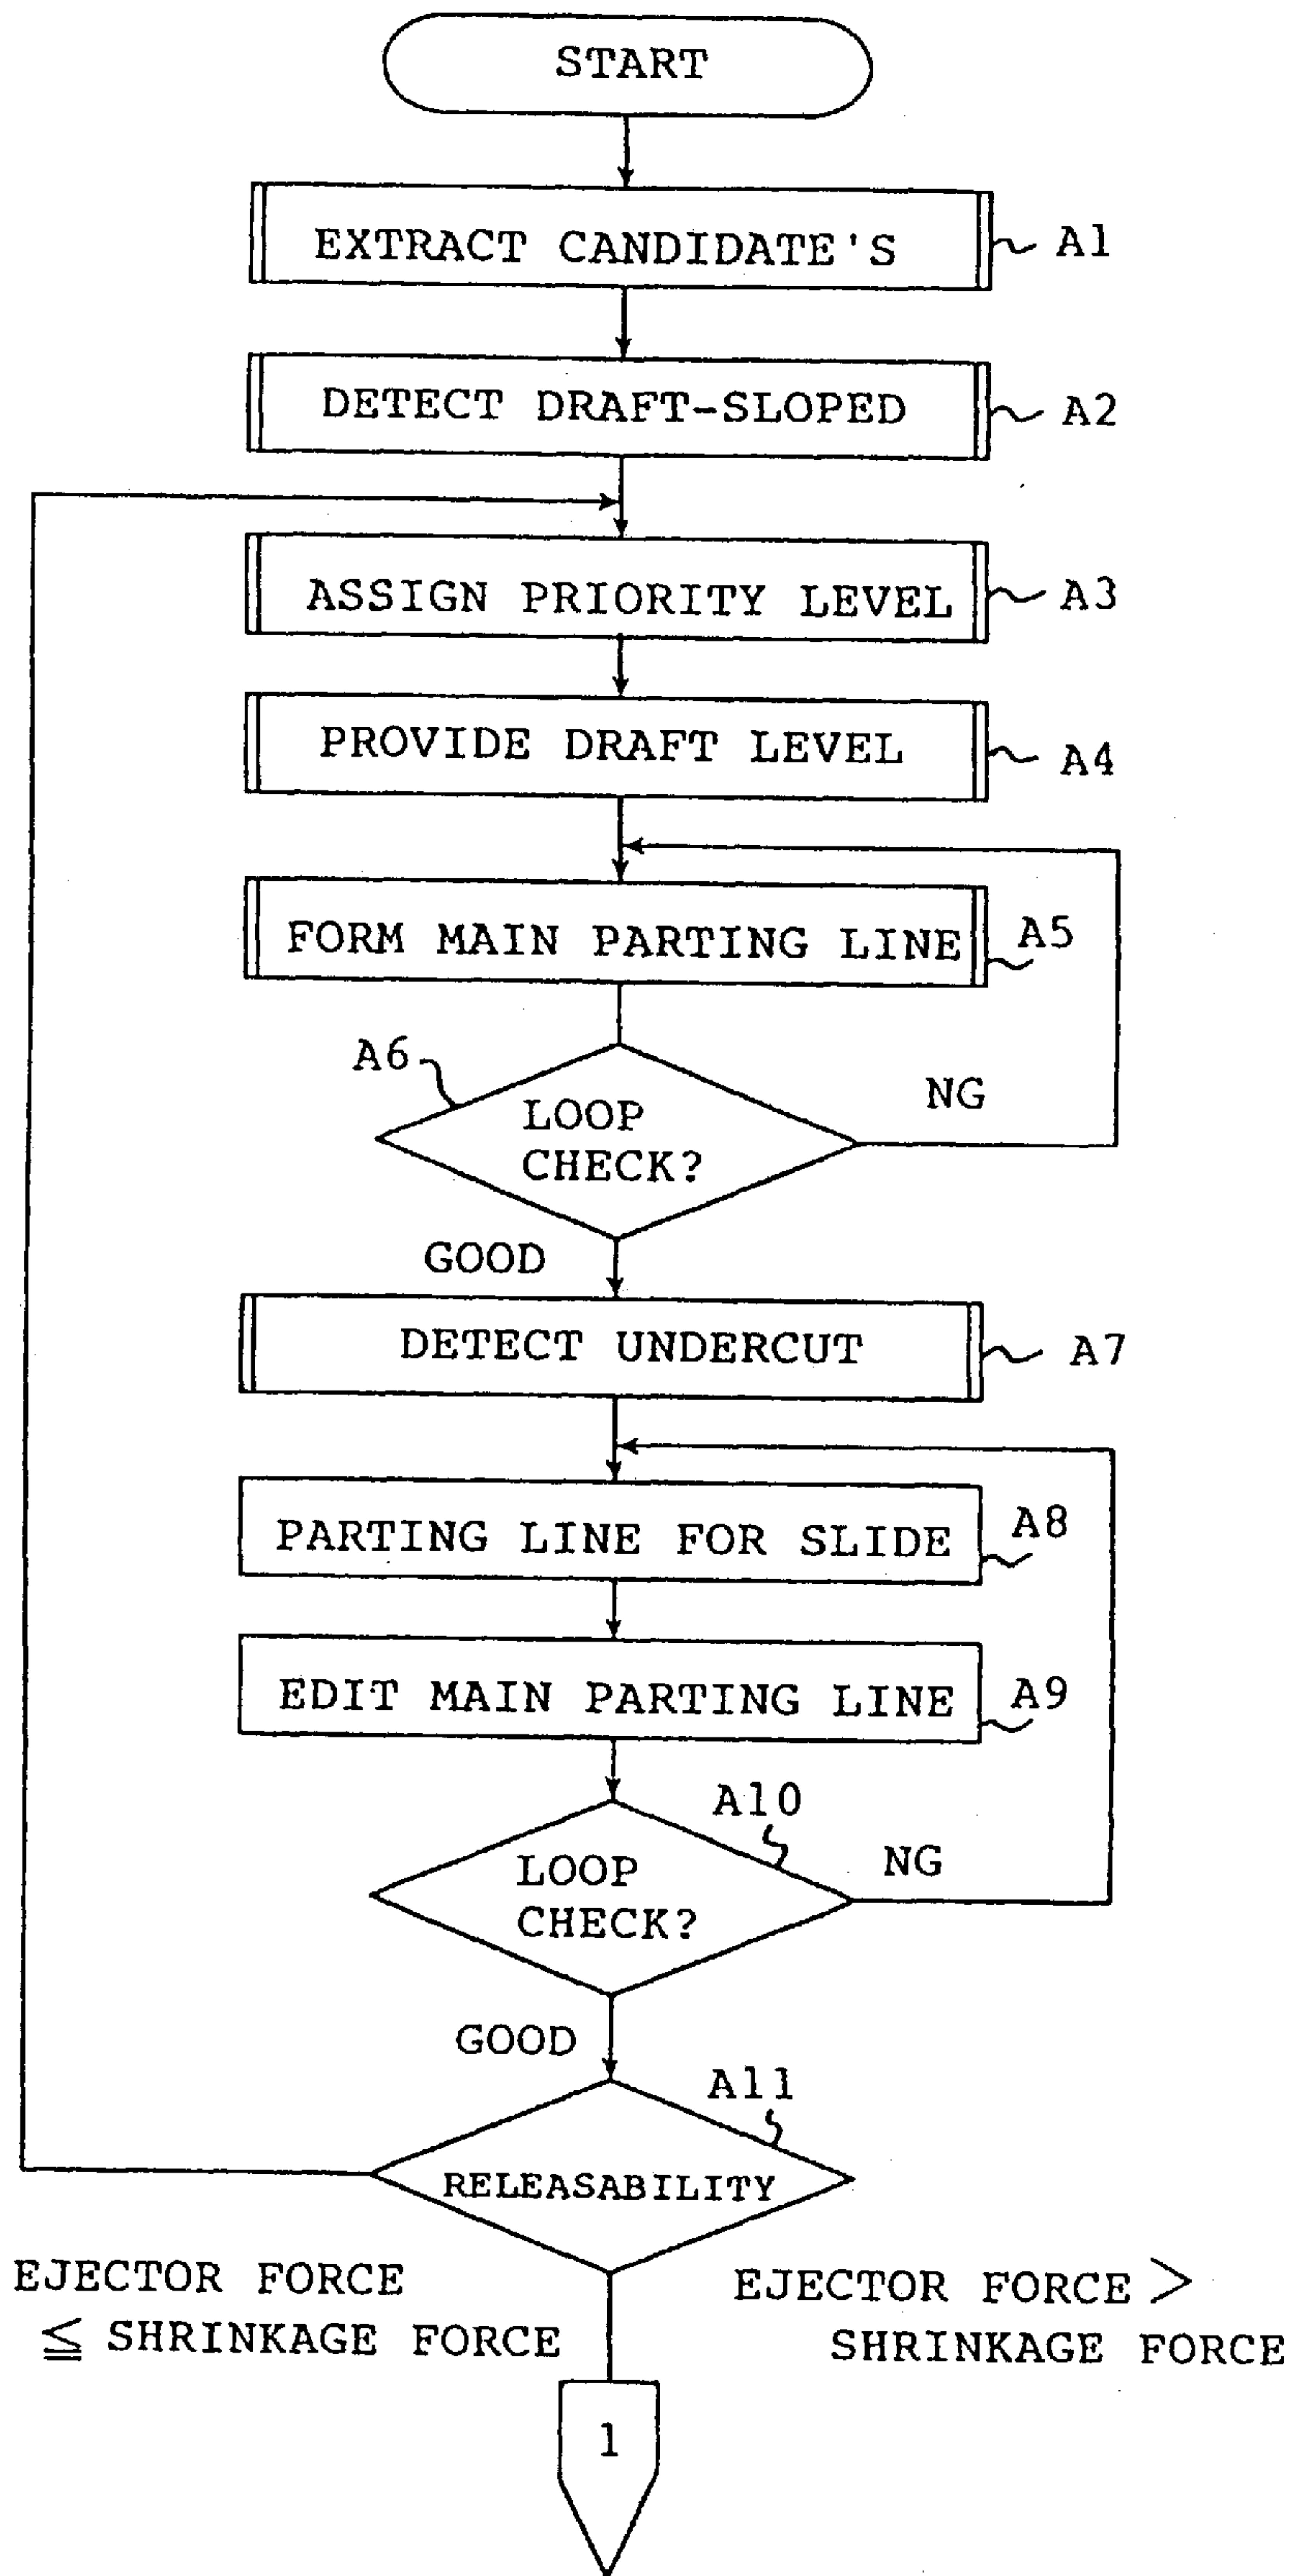 START
EXTRACT CANDIDATE'S
A1
DETECT DRAFT-SLOPED
A2
ASSIGN PRIORITY LEVEL
A3
PROVIDE DRAFT LEVEL
A4
FORM MAIN PARTING LINE
A5
A6
LOOP
CHECK?
NG
GOOD
DETECT UNDERCUT
A7
PARTING LINE FOR SLIDE
A8
EDIT MAIN PARTING LINE
A9
A10
LOOP
CHECK?
NG
GOOD
A11
RELEASABILITY
EJECTOR FORCE
≦ SHRINKAGE FORCE
EJECTOR FORCE >
SHRINKAGE FORCE
1